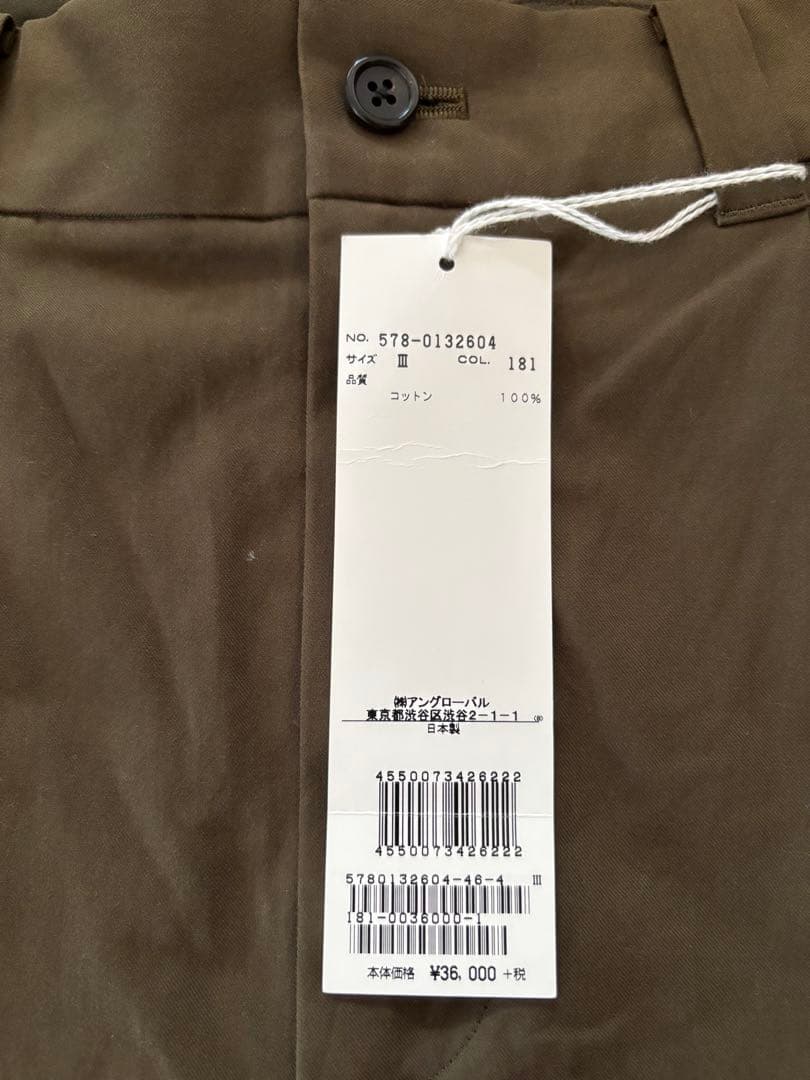 NO. 578-0132604
サイズ Ⅲ COL. 181
品質
コットン 100%
㈱アングローバル
東京都渋谷区渋谷2-1-1
日本製
4550073426222
4550073426222
5780132604-46-4 Ⅲ
181-0036000-1
本体価格 ¥36,000 +税